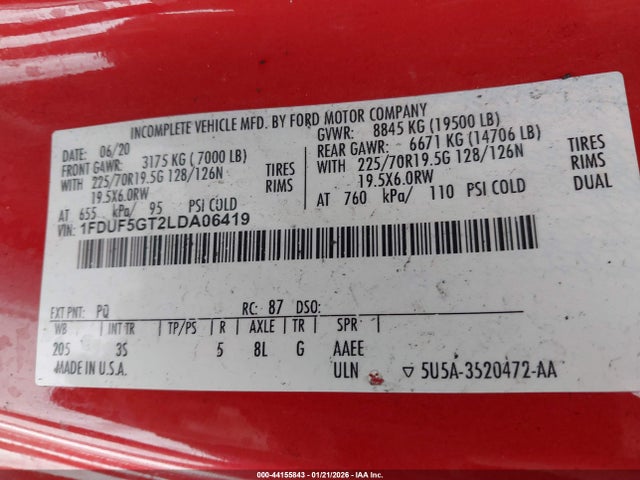 INCOMPLETE VEHICLE MFD. BY FORD MOTOR COMPANY
DATE: 06/20 GVWR: 8845 KG (19500 LB)
FRONT GAWR: 3175 KG ( 7000 LB) REAR GAWR: 6671 KG (14706 LB)
WITH 225/70R19.5G 128/126N TIRES WITH 225/70R19.5G 128/126N TIRES
19.5X6.0RW RIMS 19.5X6.0RW RIMS
AT 655 kPa/ 95 PSI COLD AT 760 kPa/ 110 PSI COLD DUAL
VIN: 1FDUF5GT2LDA06419
EXT PNT: PQ RC: 87 DSO:
WB INT TR TP/PS R AXLE TR SPR
205 3S 5 8L G AAEE
MADE IN U.S.A. ULN ▽ 5U5A-3520472-AA
000-44155843 - 01/21/2026 - IAA Inc.